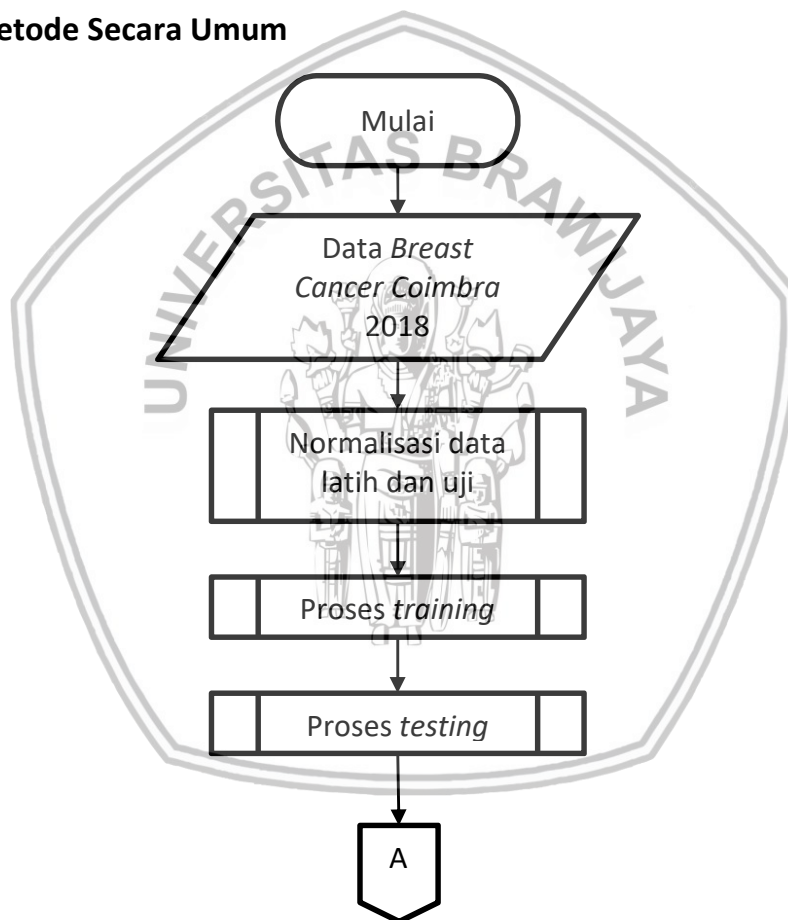 etode Secara Umum
Mulai
UNIVERSITAS BRAWIJAYA
Data Breast
Cancer Coimbra
2018
Normalisasi data
latih dan uji
Proses training
Proses testing
A